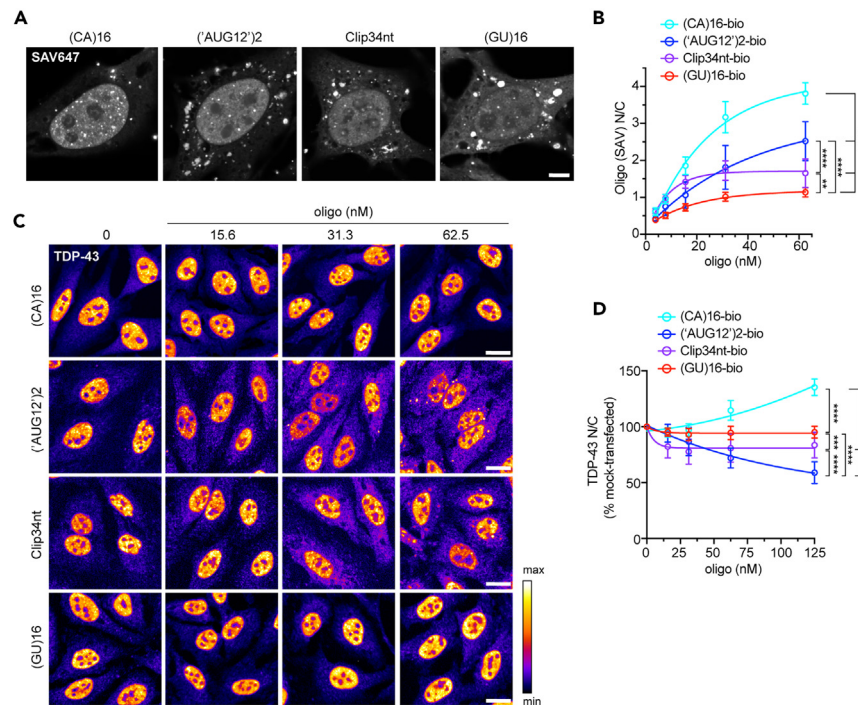 A
(CA)16
('AUG12')2
Clip34nt
(GU)16
SAV647
B
(CA)16-bio
('AUG12')2-bio
Clip34nt-bio
(GU)16-bio
Oligo (SAV) N/C
5
4
3
2
1
0
0
20
40
60
oligo (nM)
****
**
****
C
oligo (nM)
0
15.6
31.3
62.5
TDP-43
(CA)16
('AUG12')2
Clip34nt
(GU)16
max
min
D
(CA)16-bio
('AUG12')2-bio
Clip34nt-bio
(GU)16-bio
TDP-43 N/C
(% mock-transfected)
150
100
50
0
0
25
50
75
100
125
oligo (nM)
****
***
****
****